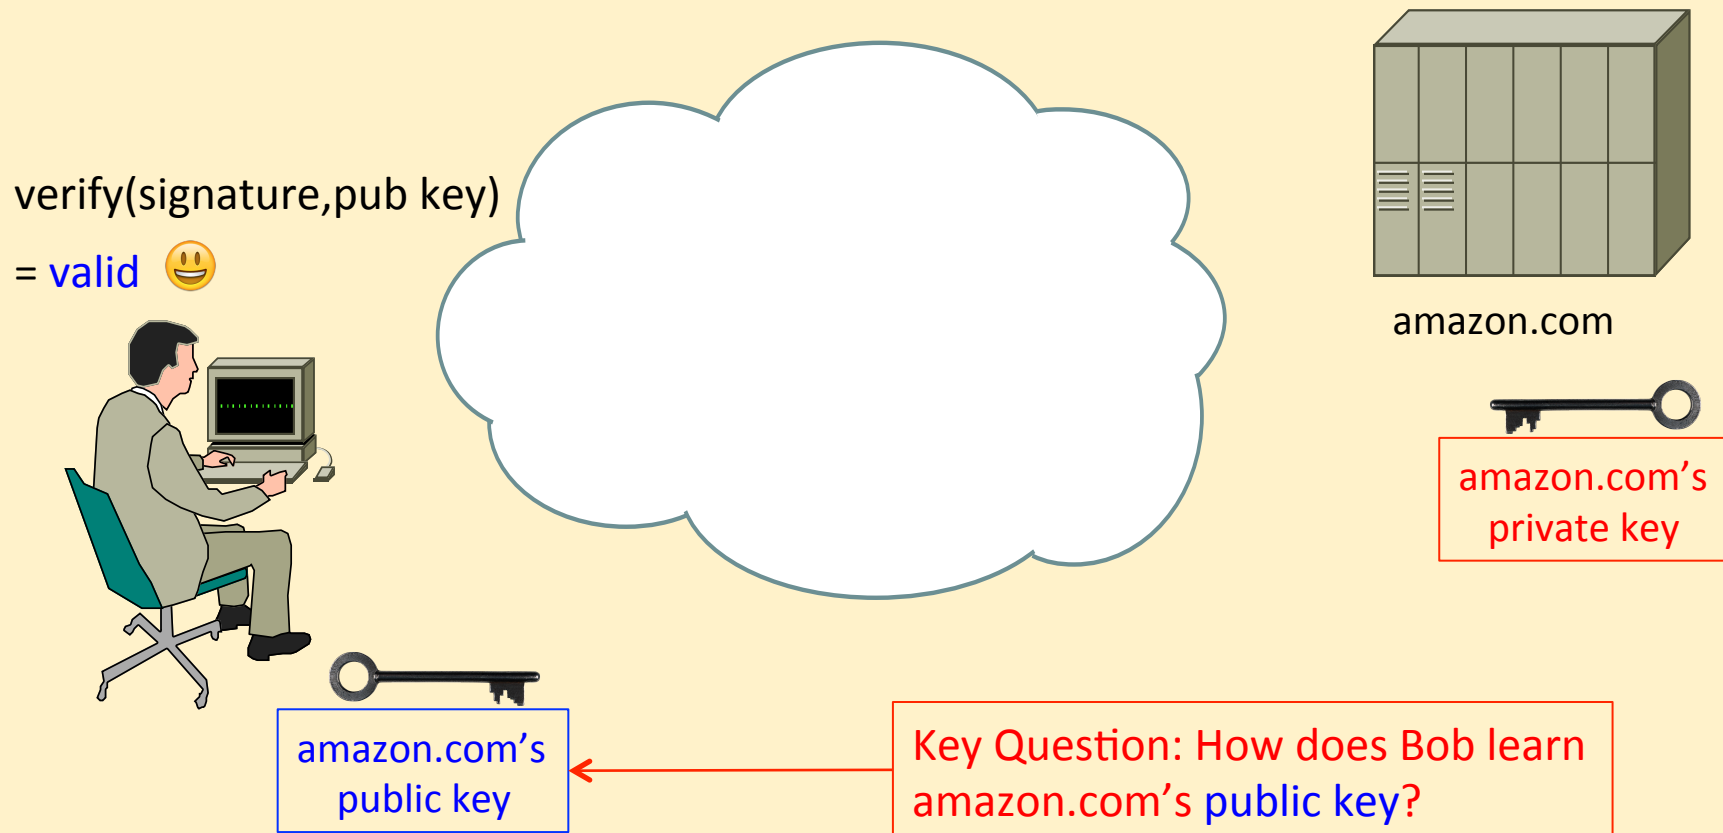 verify(signature,pub key)
= valid 😃
amazon.com
amazon.com’s
private key
amazon.com’s
public key
Key Question: How does Bob learn
amazon.com’s public key?